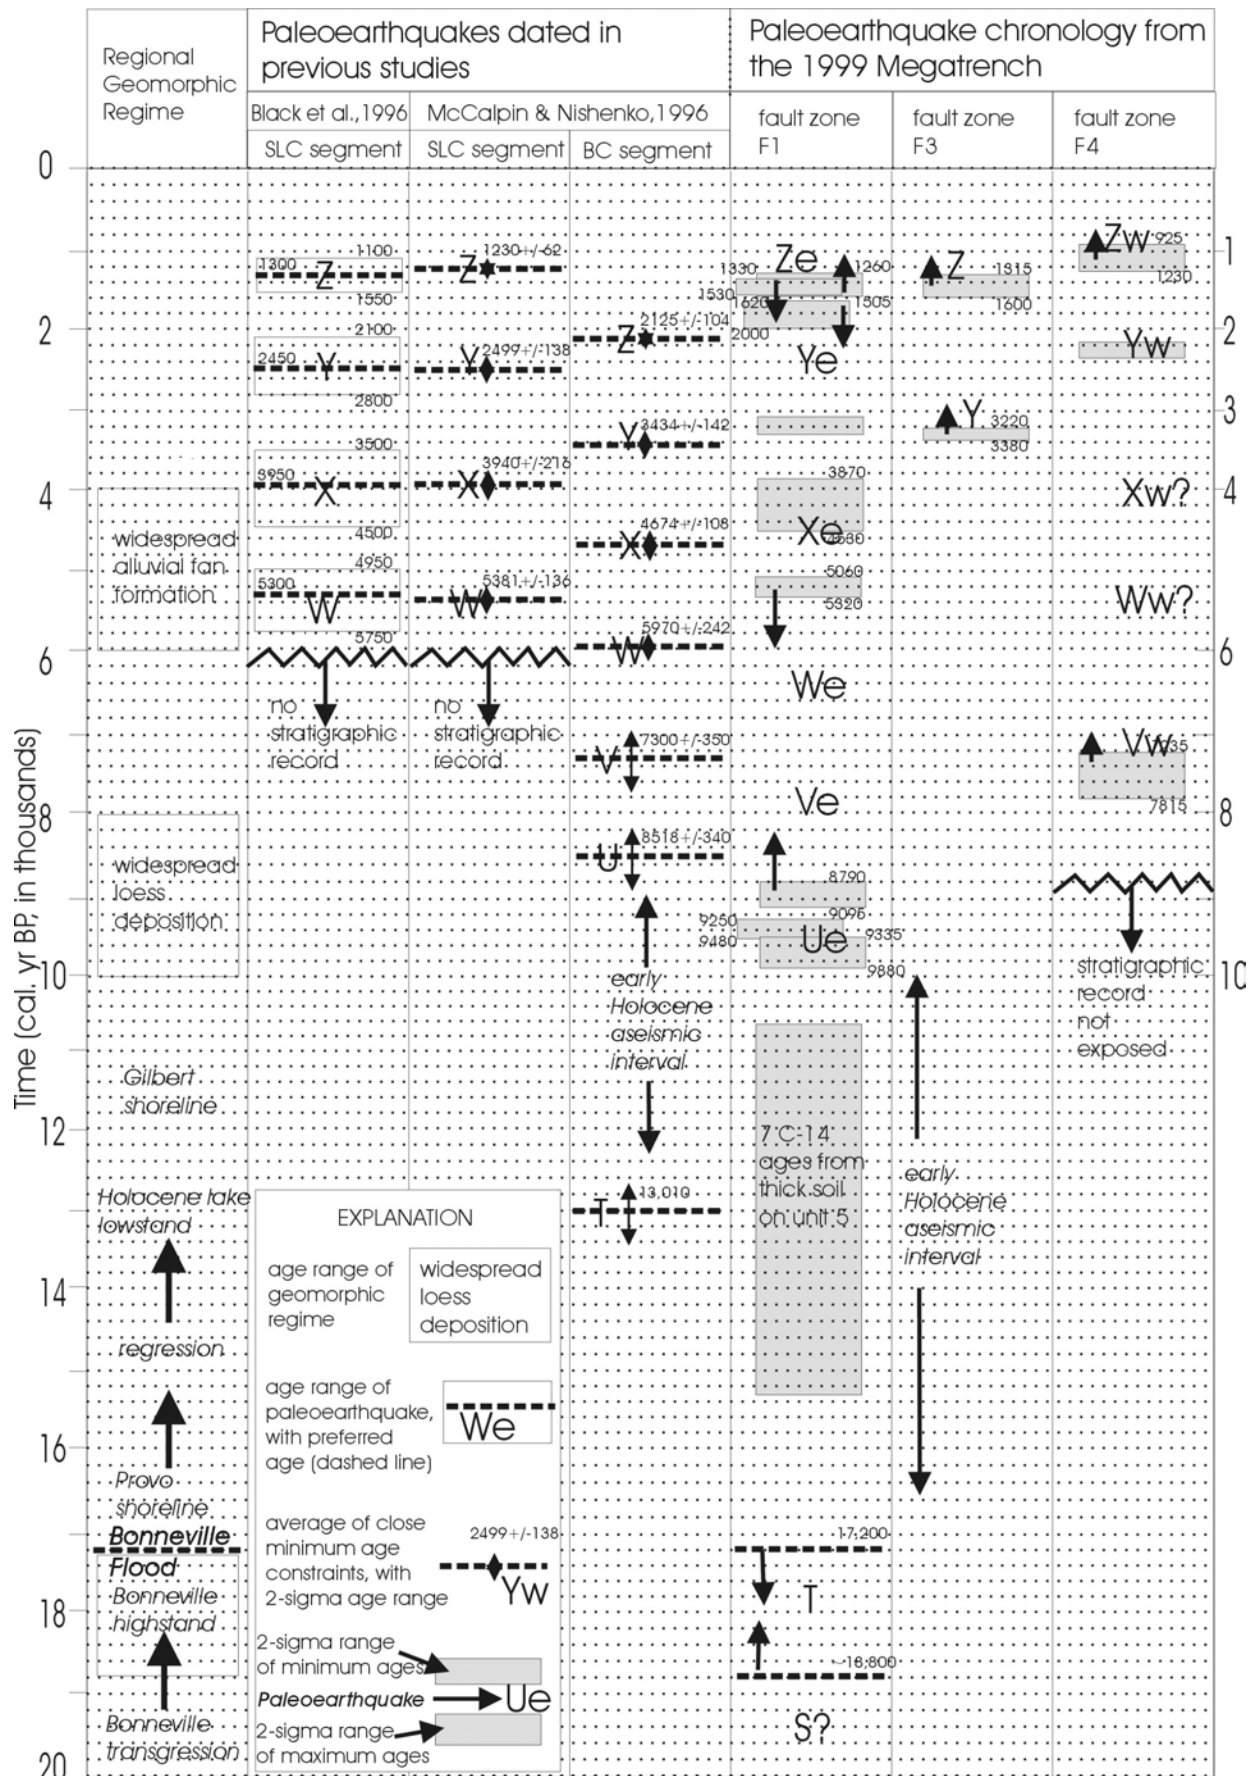 Regional
Geomorphic
Regime
Paleoearthquakes dated in
previous studies
Paleoearthquake chronology from
the 1999 Megatrench
Black et al.,1996
McCalpin & Nishenko,1996
SLC segment
SLC segment
BC segment
fault zone
F1
fault zone
F3
fault zone
F4
Time (cal. yr BP, in thousands)
0
2
4
6
8
10
12
14
16
18
20
1
2
3
4
6
8
10
widespread
alluvial fan
formation
widespread
loess
deposition
Gilbert
shoreline
Holocene lake
lowstand
regression
Provo
shoreline
Bonneville
Flood
Bonneville
highstand
Bonneville
transgression
1100
1300
Z
1550
2100
2450
Y
2800
3500
3950
X
4500
4950
5300
W
5750
no
stratigraphic
record
1230+/-62
Z
2499+/-138
Y
3940+/-216
X
5381+/-136
W
no
stratigraphic
record
2125+/-104
Z
3434+/-142
Y
4674+/-108
X
5970+/-242
W
7300+/-350
V
8518+/-340
U
early
Holocene
aseismic
interval
13,010
T
Ze
1330
1260
1530
1620
1505
2000
Ye
3870
Xe
5060
5320
We
Ve
8790
9095
9250
9480
Ue
9335
9880
7 C-14
ages from
thick soil
on unit 5
17,200
T
~18,800
S?
Z
1315
1600
Y
3220
3380
early
Holocene
aseismic
interval
Zw
925
1230
Yw
Xw?
Ww?
Vw
7815
stratigraphic
record
not
exposed
EXPLANATION
age range of
geomorphic
regime
widespread
loess
deposition
age range of
paleoearthquake,
with preferred
age (dashed line)
We
average of close
minimum age
constraints, with
2-sigma age range
2499+/-138
Yw
2-sigma range
of minimum ages
Paleoearthquake
Ue
2-sigma range
of maximum ages